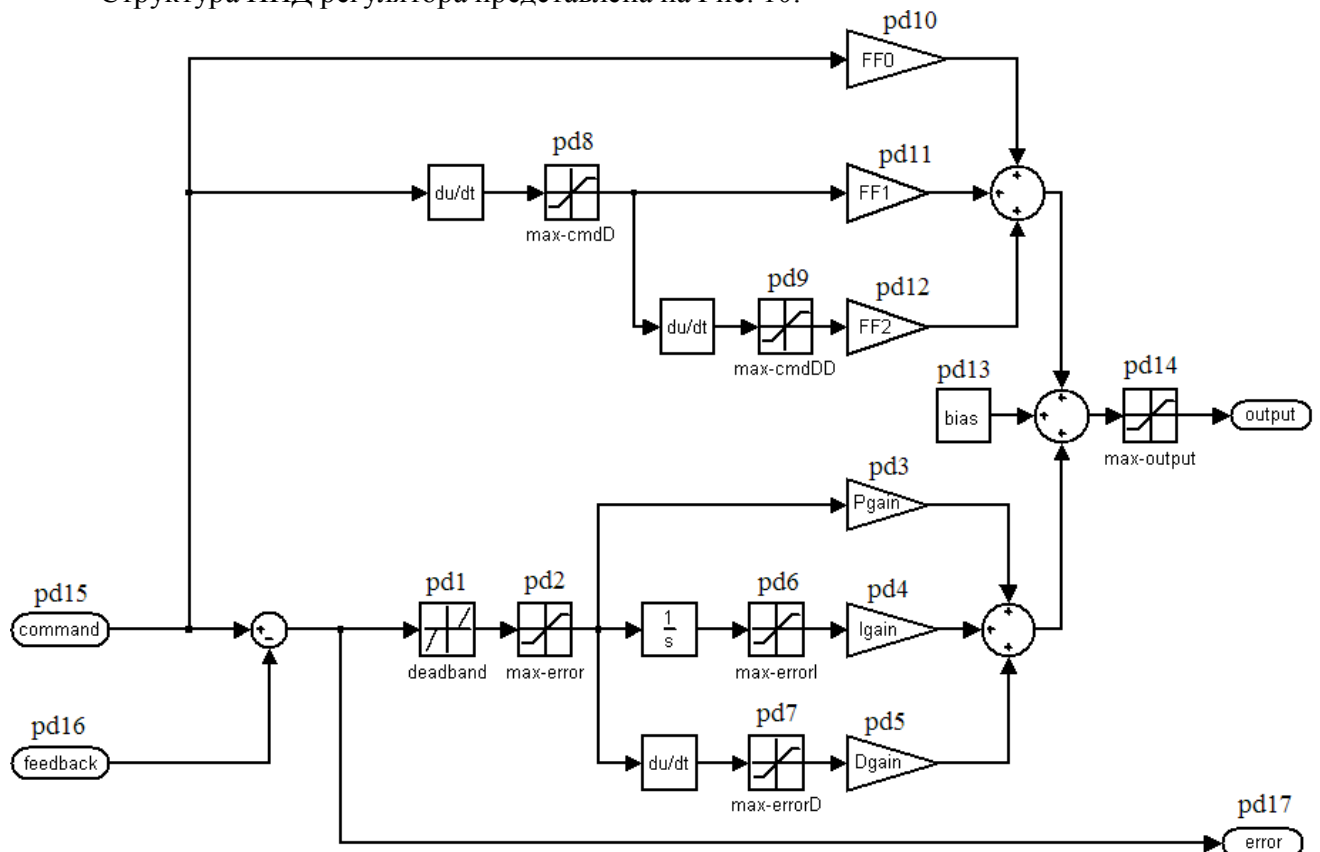 Структура ПИД регулятора представлена на Рис. 10.
pd10
FF0
pd8
pd11
du/dt
FF1
max-cmdD
pd9
pd12
du/dt
FF2
max-cmdDD
pd13
pd14
bias
output
max-output
pd3
Pgain
pd15
pd1
pd2
pd6
pd4
command
1
s
Igain
deadband
max-error
max-errorI
pd16
pd7
pd5
feedback
du/dt
Dgain
max-errorD
pd17
error